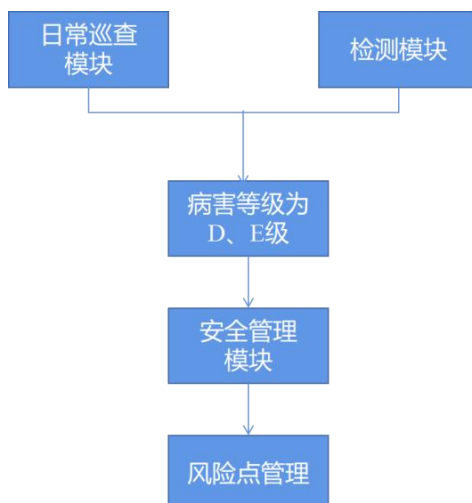 日常巡查
模块
检测模块
病害等级为
D、E级
安全管理
模块
风险点管理